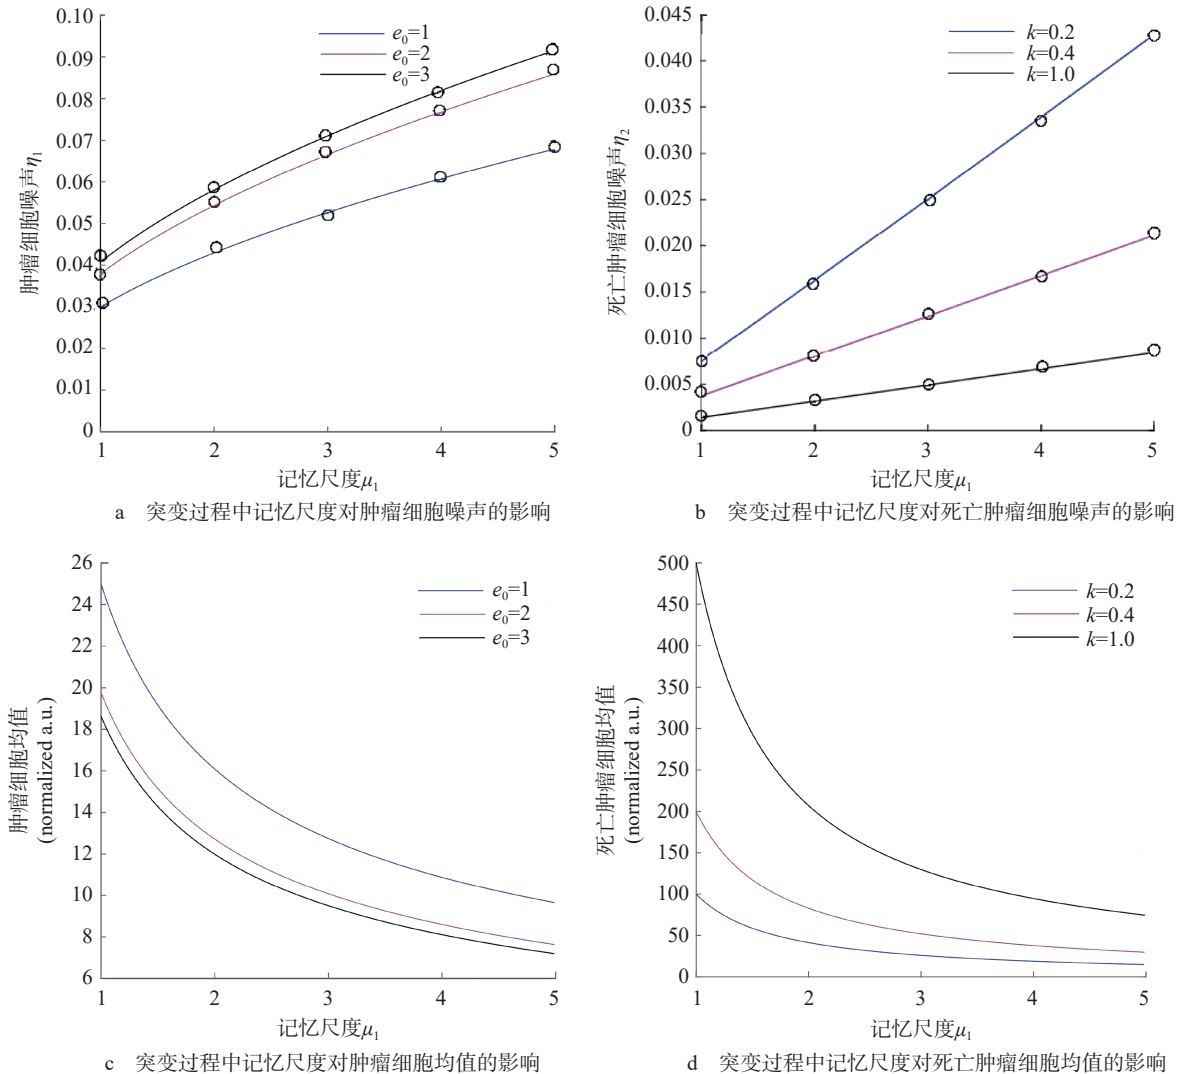 0.10
0.090
0.08
0.07
0.06
0.05
0.04
0.03
0.02
0.01
0
肿瘤细胞噪声η₁
e₀=1
e₀=2
e₀=3
1 2 3 4 5
记忆尺度μ₁
a 突变过程中记忆尺度对肿瘤细胞噪声的影响
0.045
0.040
0.035
0.030
0.025
0.020
0.015
0.010
0.005
0
死亡肿瘤细胞噪声η₂
k=0.2
k=0.4
k=1.0
1 2 3 4 5
记忆尺度μ₁
b 突变过程中记忆尺度对死亡肿瘤细胞噪声的影响
26
24
22
20
18
16
14
12
10
8
6
肿瘤细胞均值
(normalized a.u.)
e₀=1
e₀=2
e₀=3
1 2 3 4 5
记忆尺度μ₁
c 突变过程中记忆尺度对肿瘤细胞均值的影响
500
450
400
350
300
250
200
150
100
50
0
死亡肿瘤细胞均值
(normalized a.u.)
k=0.2
k=0.4
k=1.0
1 2 3 4 5
记忆尺度μ₁
d 突变过程中记忆尺度对死亡肿瘤细胞均值的影响